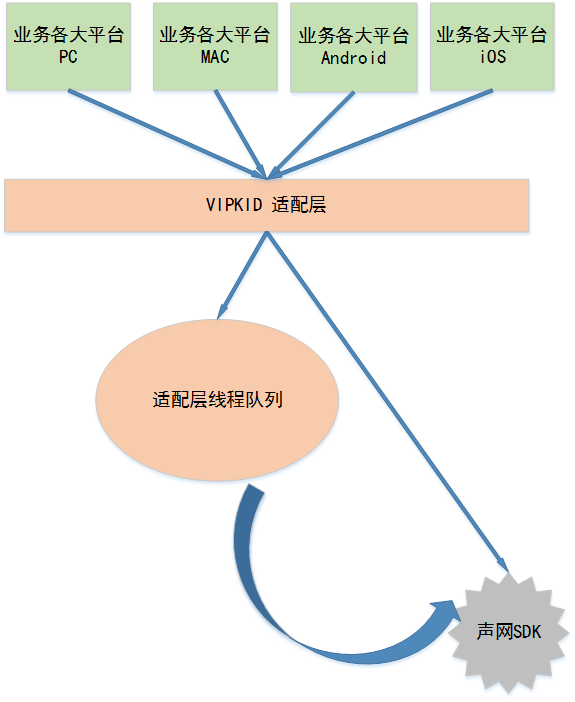 业务各大平台
PC
业务各大平台
MAC
业务各大平台
Android
业务各大平台
iOS
VIPKID 适配层
适配层线程队列
声网SDK